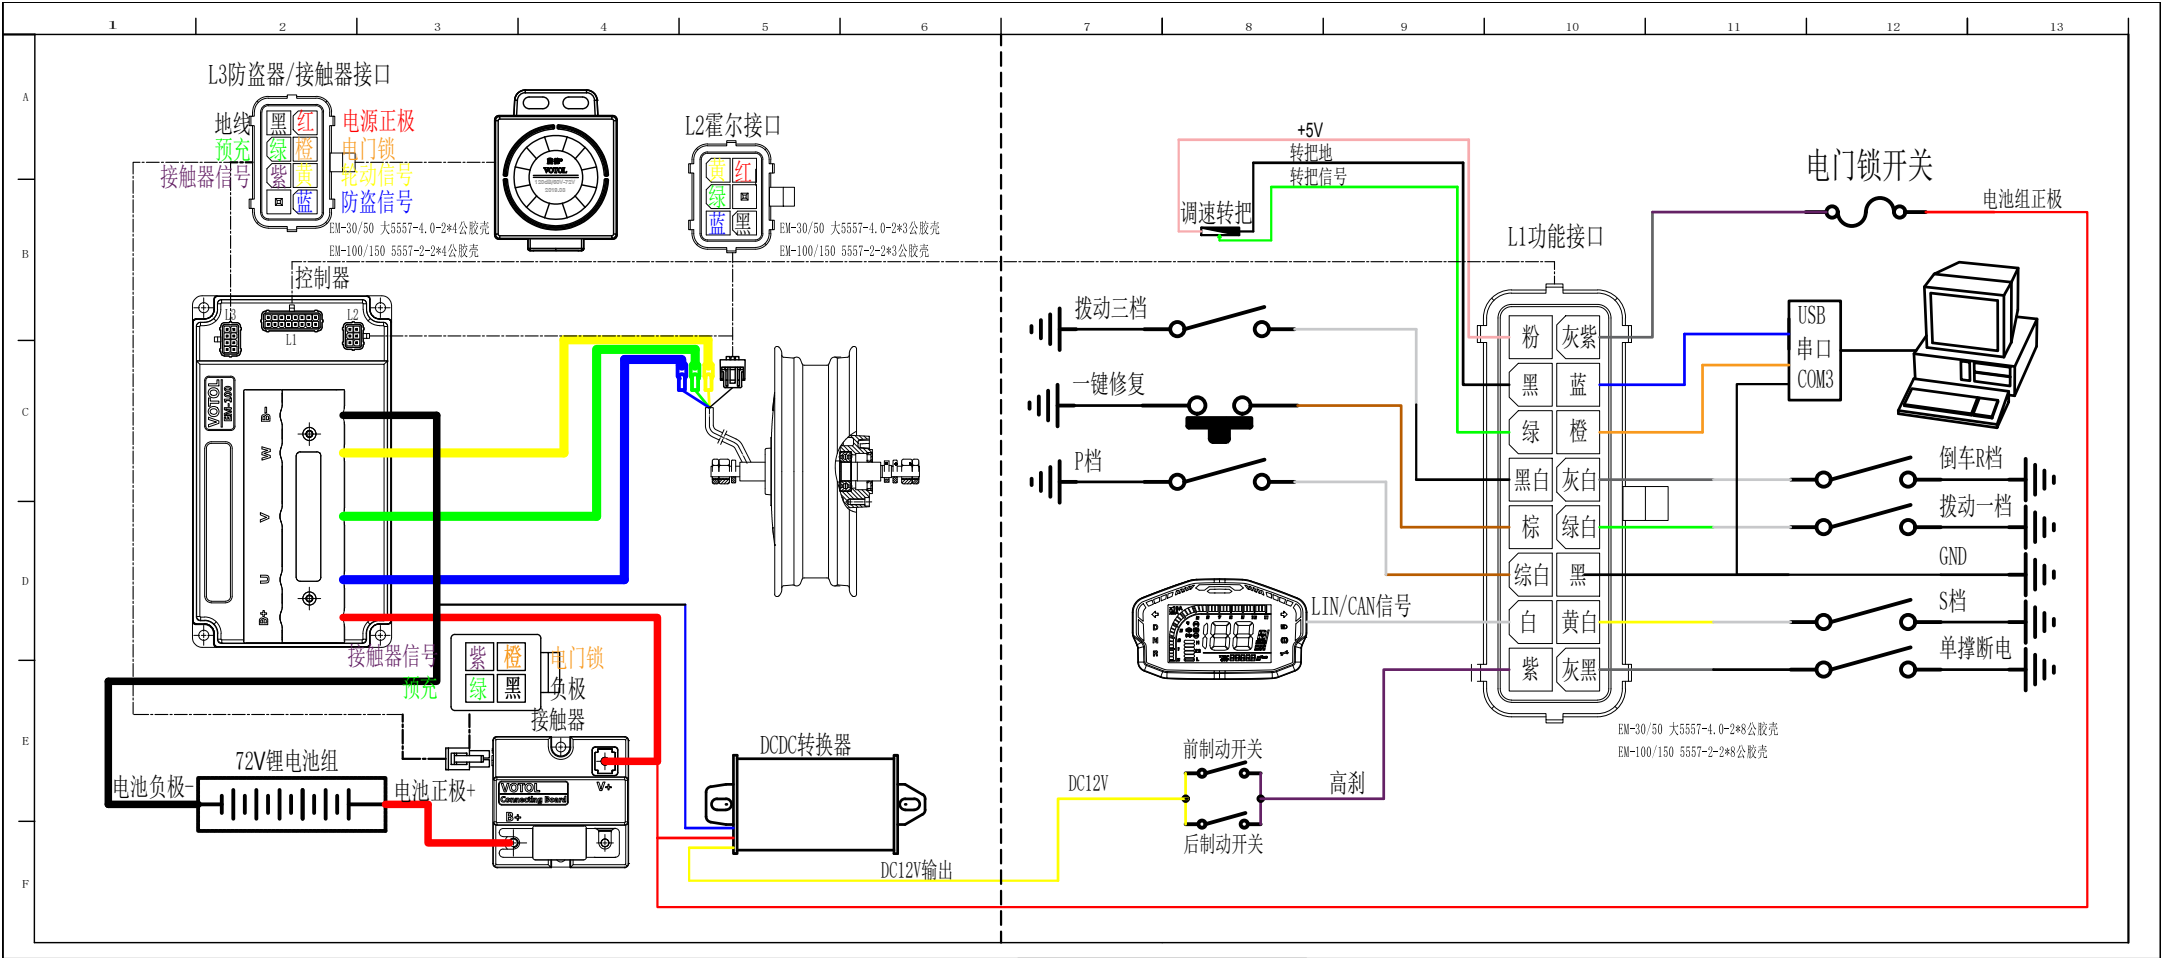 1 2 3 4 5 6 7 8 9 10 11 12 13
A
B
C
D
E
F
L3防盗器/接触器接口
地线 黑 红 电源正极
预充 绿 橙 电门锁
接触器信号 紫 黄 轮动信号
蓝 防盗信号
EM-30/50 大5557-4.0-2*4公胶壳
EM-100/150 5557-2-2*4公胶壳
VOTOL
L2霍尔接口
黄 红
绿
蓝 黑
EM-30/50 大5557-4.0-2*3公胶壳
EM-100/150 5557-2-2*3公胶壳
控制器
L3
L1
L2
VOTOL
EM-100
B-
W
V
U
B+
接触器信号 紫 橙 电门锁
预充 绿 黑 负极
接触器
V+
VOTOL
Connecting Board
B+
72V锂电池组
电池负极-
电池正极+
DCDC转换器
DC12V输出
+5V
转把地
转把信号
调速转把
拨动三档
一键修复
P档
LIN/CAN信号
DC12V
前制动开关
后制动开关
高刹
L1功能接口
粉 灰紫
黑 蓝
绿 橙
黑白 灰白
棕 绿白
综白 黑
白 黄白
紫 灰黑
EM-30/50 大5557-4.0-2*8公胶壳
EM-100/150 5557-2-2*8公胶壳
电门锁开关
电池组正极
USB
串口
COM3
倒车R档
拨动一档
GND
S档
单撑断电